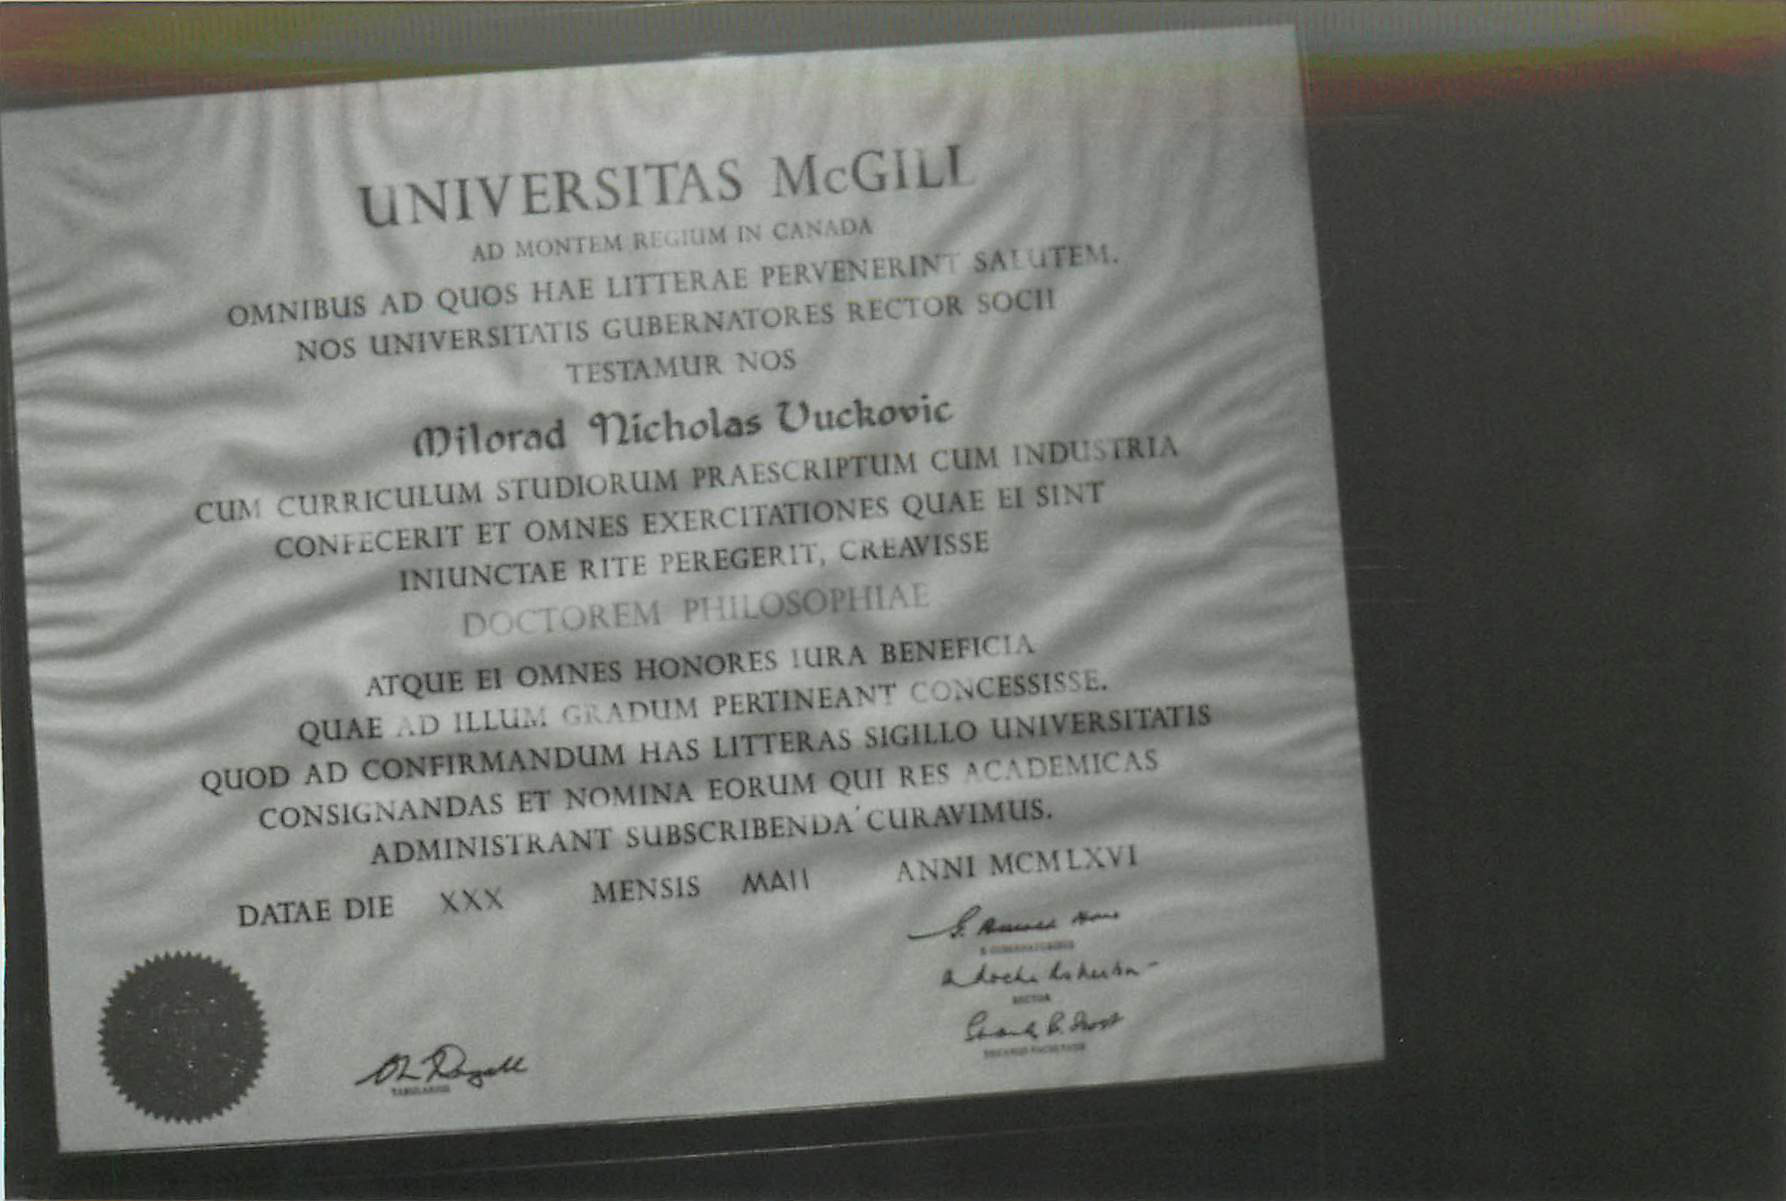 UNIVERSITAS McGILL
AD MONTEM REGIUM IN CANADA
OMNIBUS AD QUOS HAE LITTERAE PERVENERINT SALUTEM.
NOS UNIVERSITATIS GUBERNATORES RECTOR SOCII
TESTAMUR NOS
Milorad Nicholas Vuckovic
CUM CURRICULUM STUDIORUM PRAESCRIPTUM CUM INDUSTRIA
CONFECERIT ET OMNES EXERCITATIONES QUAE EI SINT
INIUNCTAE RITE PEREGERIT, CREAVISSE
DOCTOREM PHILOSOPHIAE
ATQUE EI OMNES HONORES IURA BENEFICIA
QUAE AD ILLUM GRADUM PERTINEANT CONCESSISSE.
QUOD AD CONFIRMANDUM HAS LITTERAS SIGILLO UNIVERSITATIS
CONSIGNANDAS ET NOMINA EORUM QUI RES ACADEMICAS
ADMINISTRANT SUBSCRIBENDA CURAVIMUS.
DATAE DIE XXX MENSIS MAII ANNI MCMLXVI
RECTOR